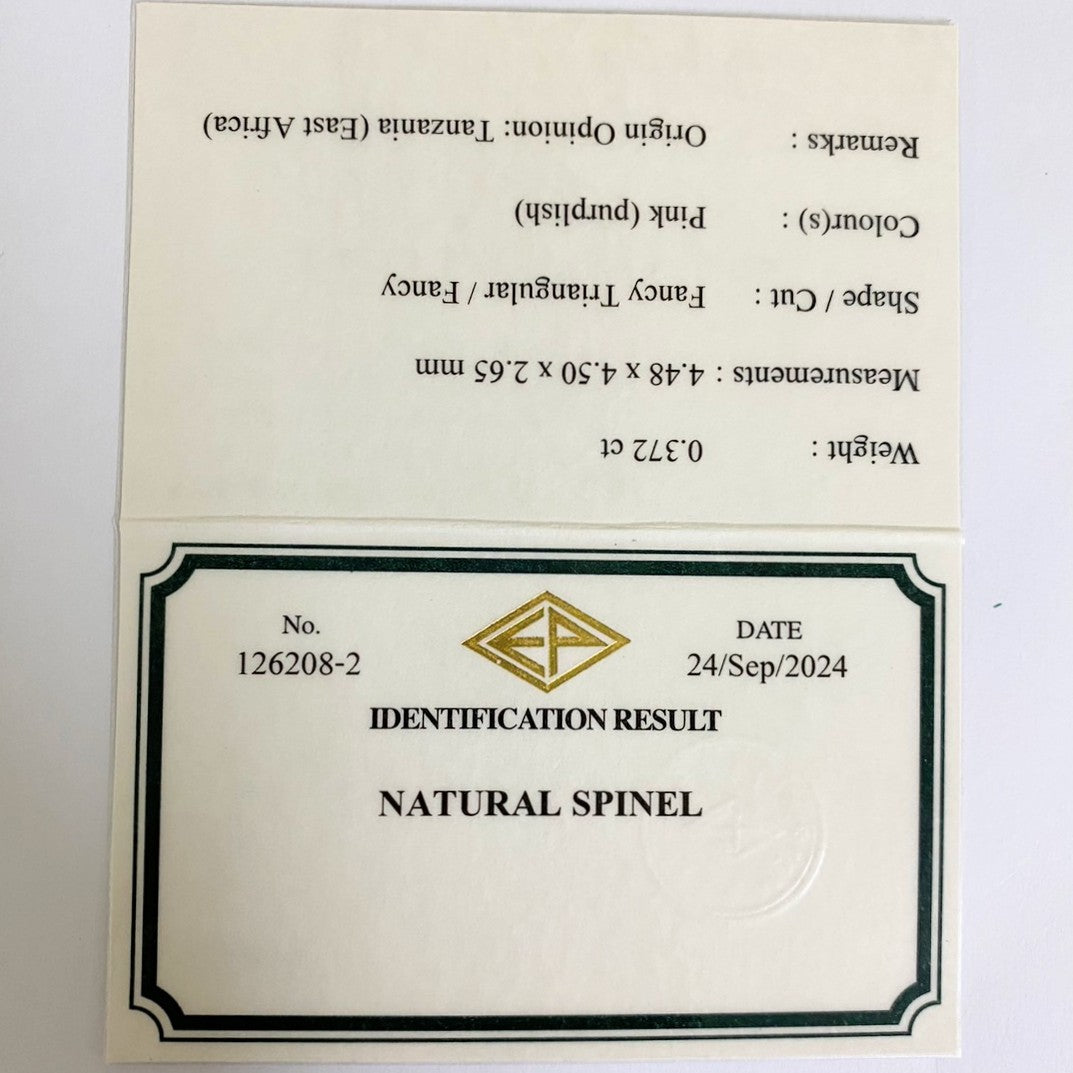 No.
126208-2
EP
DATE
24/Sep/2024
IDENTIFICATION RESULT
NATURAL SPINEL
Weight : 0.372 ct
Measurements : 4.48 x 4.50 x 2.65 mm
Shape / Cut : Fancy Triangular / Fancy
Colour(s) : Pink (purplish)
Remarks : Origin Opinion: Tanzania (East Africa)